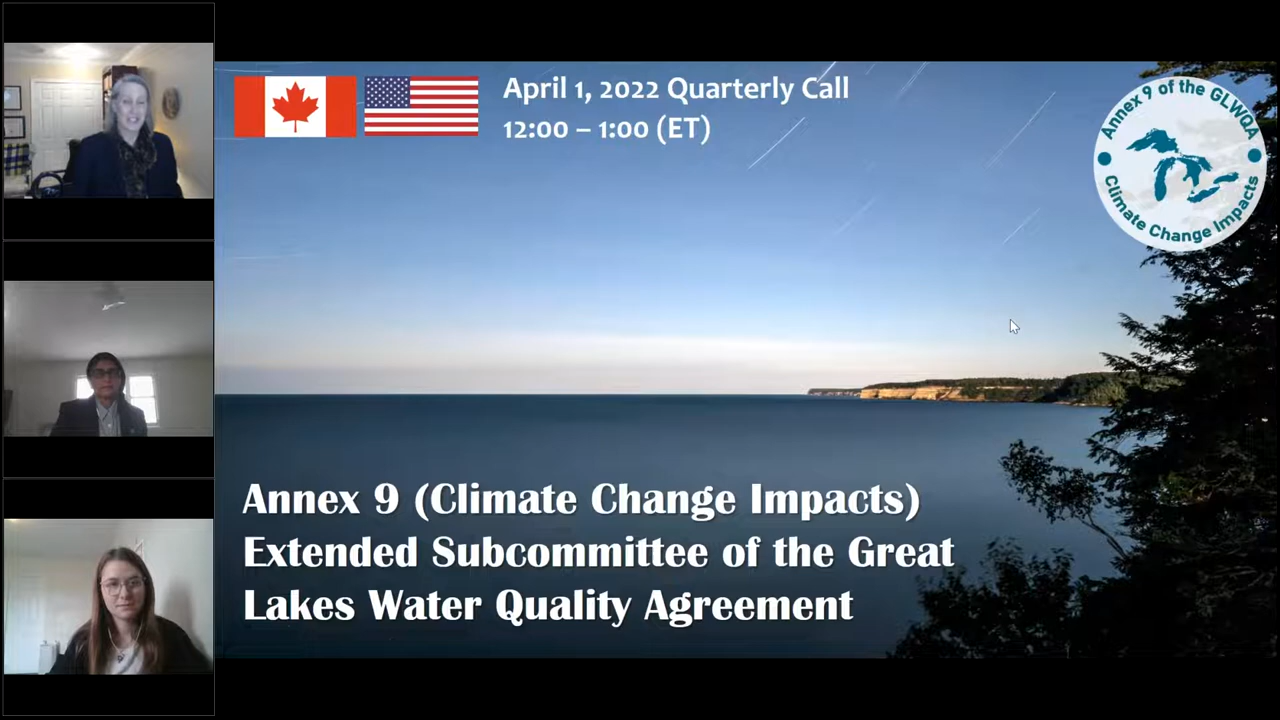 April 1, 2022 Quarterly Call
12:00 – 1:00 (ET)
Annex 9 of the GLWQA
Climate Change Impacts
Annex 9 (Climate Change Impacts)
Extended Subcommittee of the Great
Lakes Water Quality Agreement